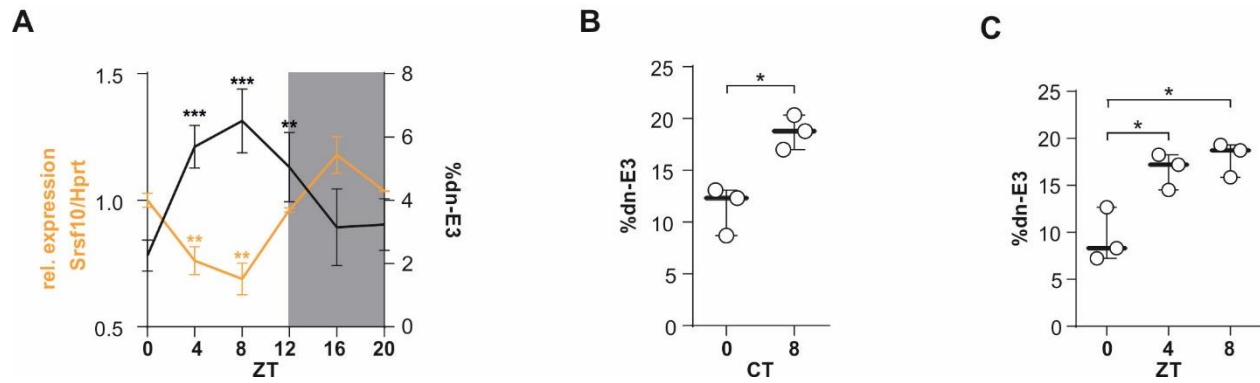 A
rel. expression
Srsf10/Hprt
1.5
1.0
0.5
***
***
**
**
**
8
6
4
2
0
%dn-E3
0 4 8 12 16 20
ZT
B
%dn-E3
25
20
15
10
5
0
*
0 8
CT
C
%dn-E3
25
20
15
10
5
0
*
*
0 4 8
ZT